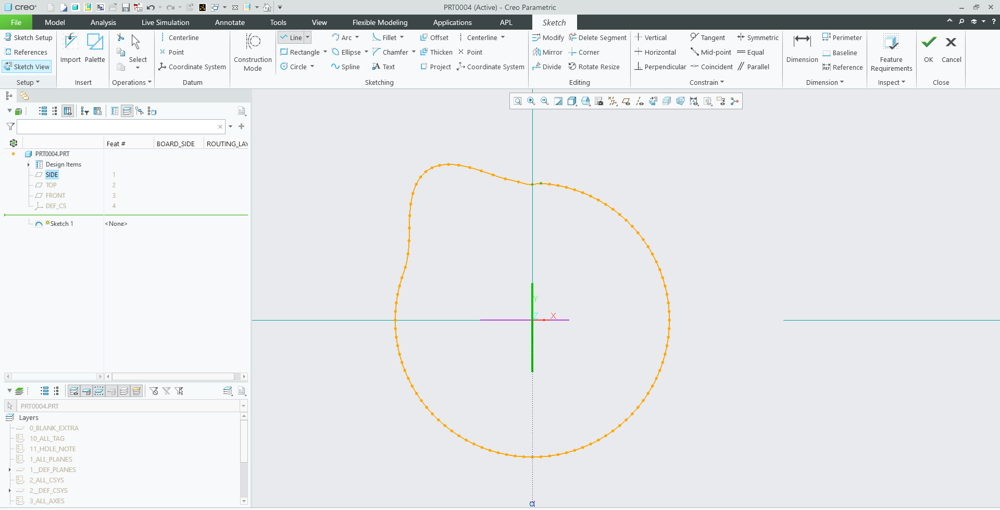 creo
PRT0004 (Active) - Creo Parametric
File Model Analysis Live Simulation Annotate Tools View Flexible Modeling Applications APL Sketch
Sketch Setup
References
Sketch View
Setup
Import Palette
Insert
Select
Operations
Centerline
Point
Coordinate System
Datum
Construction
Mode
Line Arc Fillet Offset Centerline
Rectangle Ellipse Chamfer Thicken Point
Circle Spline Text Project Coordinate System
Sketching
Modify Delete Segment
Mirror Corner
Divide Rotate Resize
Editing
Vertical Tangent Symmetric
Horizontal Mid-point Equal
Perpendicular Coincident Parallel
Constrain
Dimension
Perimeter
Baseline
REF Reference
Dimension
Feature
Requirements
Inspect
OK Cancel
Close
Feat # BOARD_SIDE ROUTING_LAY
PRT0004.PRT
Design Items
SIDE 1
TOP 2
FRONT 3
DEF_CS 4
Sketch 1 <None>
Y
Z X
PRT0004.PRT
Layers
0_BLANK_EXTRA
10_ALL_TAG
11_HOLE_NOTE
1_ALL_PLANES
1__DEF_PLANES
2_ALL_CSYS
2__DEF_CSYS
3_ALL_AXES